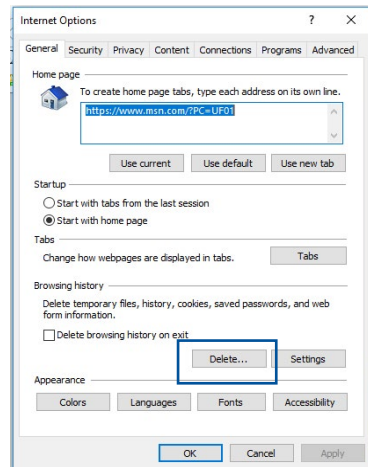 Internet Options ? X
General Security Privacy Content Connections Programs Advanced
Home page
To create home page tabs, type each address on its own line.
https://www.msn.com/?PC=UF01
Use current Use default Use new tab
Startup
Start with tabs from the last session
Start with home page
Tabs
Change how webpages are displayed in tabs. Tabs
Browsing history
Delete temporary files, history, cookies, saved passwords, and web
form information.
Delete browsing history on exit
Delete... Settings
Appearance
Colors Languages Fonts Accessibility
OK Cancel Apply